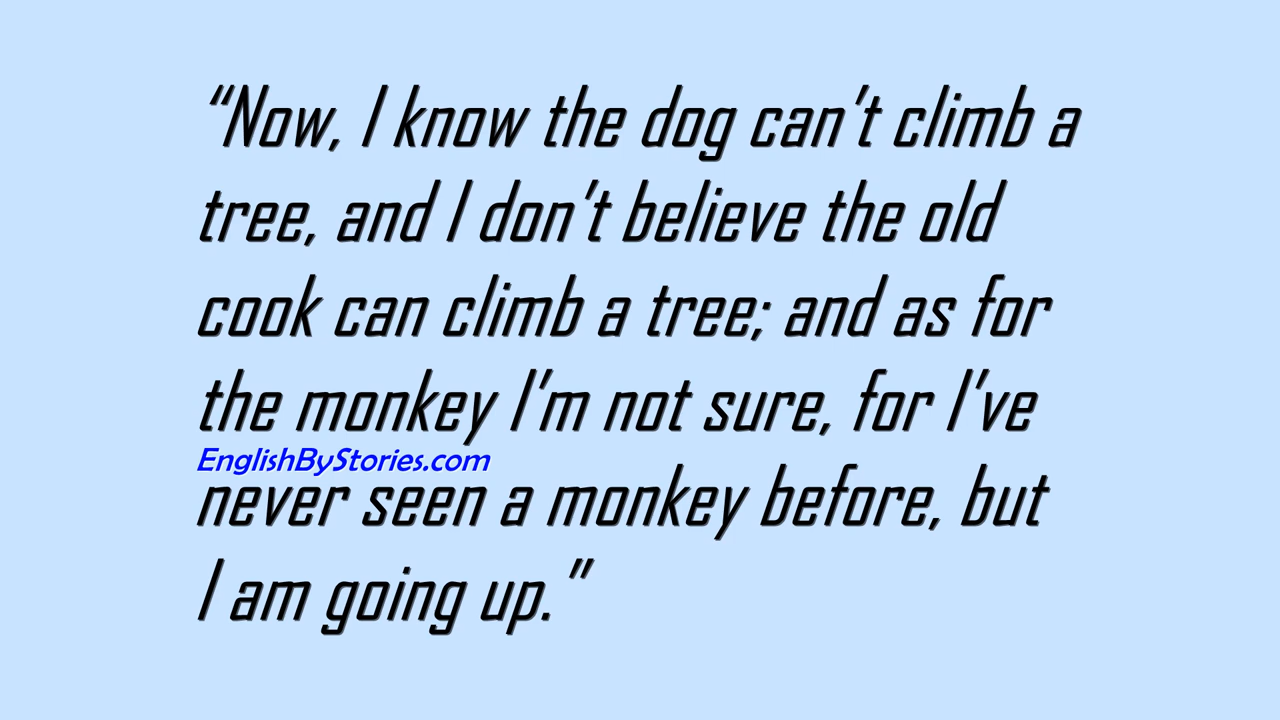 “Now, I know the dog can’t climb a
tree, and I don’t believe the old
cook can climb a tree; and as for
the monkey I’m not sure, for I’ve
EnglishByStories.com
never seen a monkey before, but
I am going up.”